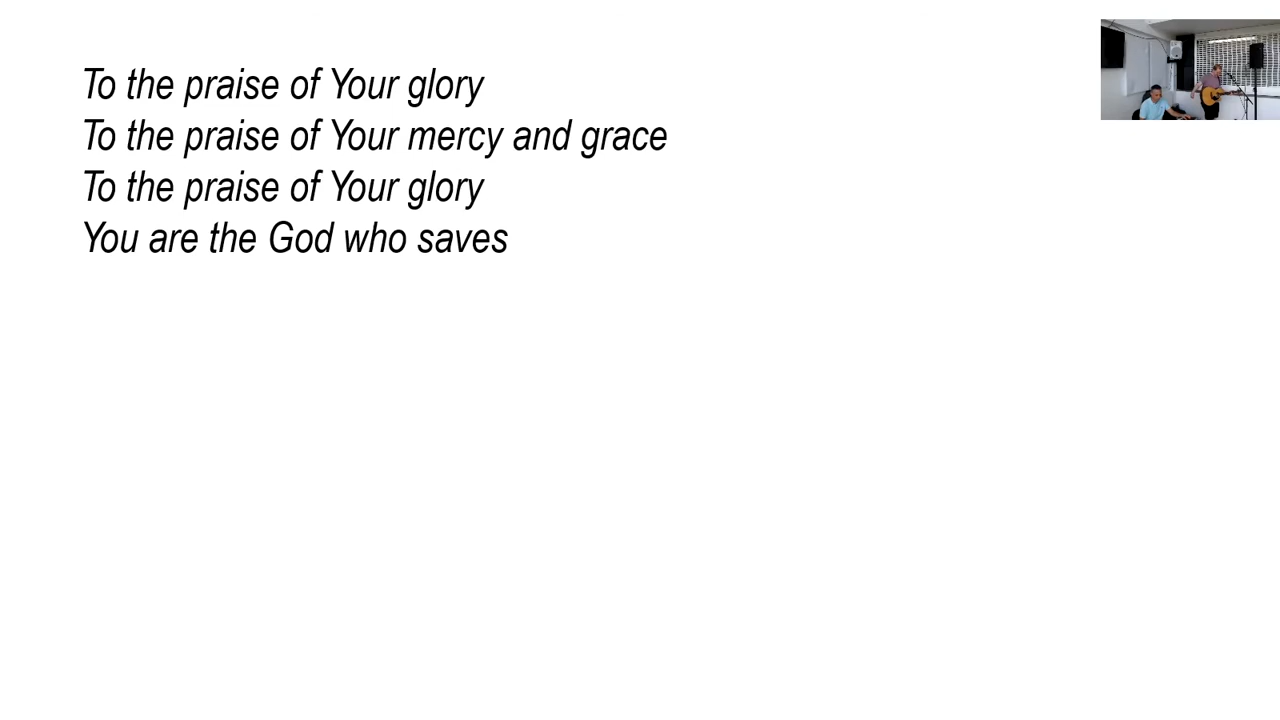 To the praise of Your glory
To the praise of Your mercy and grace
To the praise of Your glory
You are the God who saves